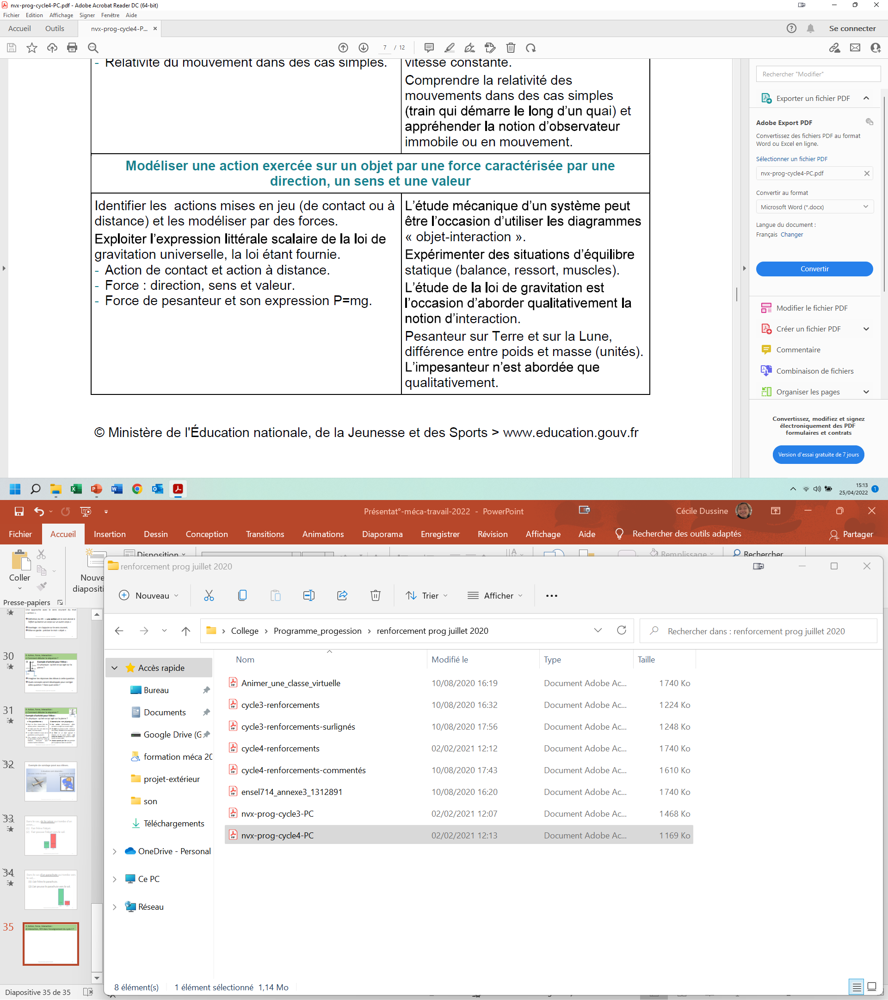 nvx-prog-cycle4-PC.pdf - Adobe Acrobat Reader DC (64-bit)
Fichier Edition Affichage Signer Fenêtre Aide
Accueil Outils nvx-prog-cycle4-P... × Se connecter
7 / 12
- Relativité du mouvement dans des cas simples.
vitesse constante.
Comprendre la relativité des
mouvements dans des cas simples
(train qui démarre le long d'un quai) et
appréhender la notion d'observateur
immobile ou en mouvement.
Modéliser une action exercée sur un objet par une force caractérisée par une
direction, un sens et une valeur
Identifier les actions mises en jeu (de contact ou à
distance) et les modéliser par des forces.
Exploiter l'expression littérale scalaire de la loi de
gravitation universelle, la loi étant fournie.
- Action de contact et action à distance.
- Force : direction, sens et valeur.
- Force de pesanteur et son expression P=mg.
L'étude mécanique d'un système peut
être l'occasion d'utiliser les diagrammes
« objet-interaction ».
Expérimenter des situations d'équilibre
statique (balance, ressort, muscles).
L'étude de la loi de gravitation est
l'occasion d'aborder qualitativement la
notion d'interaction.
Pesanteur sur Terre et sur la Lune,
différence entre poids et masse (unités).
L'impesanteur n'est abordée que
qualitativement.
© Ministère de l'Éducation nationale, de la Jeunesse et des Sports > www.education.gouv.fr
Rechercher "Modifier"
Exporter un fichier PDF
Adobe Export PDF
Convertissez des fichiers PDF au format
Word ou Excel en ligne.
Sélectionner un fichier PDF
nvx-prog-cycle4-PC.pdf
Convertir au format
Microsoft Word (*.docx)
Langue du document :
Français Changer
Convertir
Modifier le fichier PDF
Créer un fichier PDF
Commentaire
Combinaison de fichiers
Organiser les pages
Convertissez, modifiez et signez
électroniquement des PDF
formulaires et contrats
Version d'essai gratuite de 7 jours
15:13
25/04/2022
1
Présentat°-méca-travail-2022 - PowerPoint
Cécile Dussine
Fichier Accueil Insertion Dessin Conception Transitions Animations Diaporama Enregistrer Révision Affichage Aide Rechercher des outils adaptés Partager
Coller
Presse-papiers
Nouve
diapositi
Disposition
Remplissage
Rechercher
30
31
32
33
34
35
Diapositive 35 de 35
renforcement prog juillet 2020
Nouveau Trier Afficher
College > Programme_progession > renforcement prog juillet 2020
Rechercher dans : renforcement prog juillet 2020
Accès rapide
Bureau
Documents
Google Drive (G
formation méca 20
projet-extérieur
son
Téléchargements
OneDrive - Personal
Ce PC
Réseau
Nom Modifié le Type Taille
Animer_une_classe_virtuelle 10/08/2020 16:19 Document Adobe Ac... 1 740 Ko
cycle3-renforcements 10/08/2020 16:32 Document Adobe Ac... 1 224 Ko
cycle3-renforcements-surlignés 10/08/2020 17:56 Document Adobe Ac... 1 248 Ko
cycle4-renforcements 02/02/2021 12:12 Document Adobe Ac... 1 740 Ko
cycle4-renforcements-commentés 10/08/2020 17:43 Document Adobe Ac... 1 610 Ko
ensel714_annexe3_1312891 10/08/2020 16:20 Document Adobe Ac... 1 740 Ko
nvx-prog-cycle3-PC 02/02/2021 12:07 Document Adobe Ac... 1 468 Ko
nvx-prog-cycle4-PC 02/02/2021 12:13 Document Adobe Ac... 1 169 Ko
8 élément(s) 1 élément sélectionné 1,14 Mo